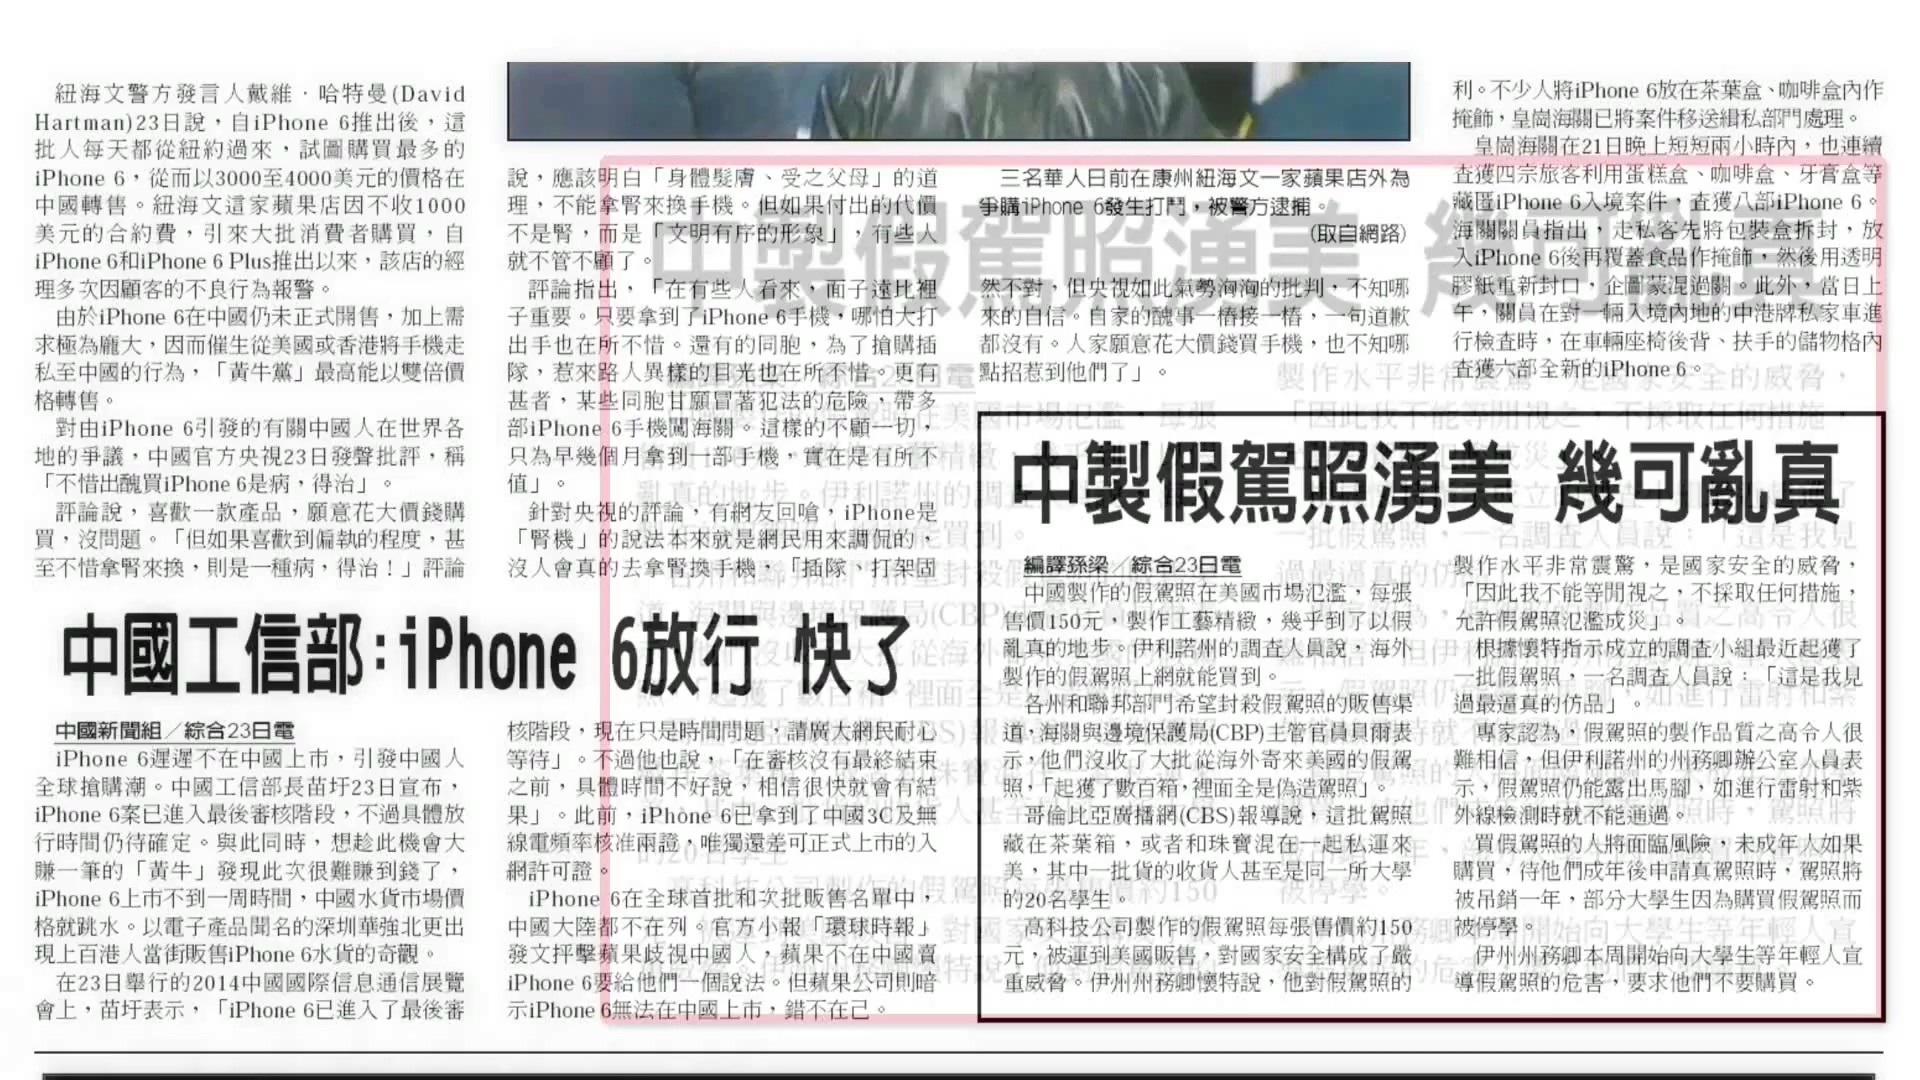 紐海文警方發言人戴維．哈特曼(David
Hartman)23日說，自iPhone 6推出後，這
批人每天都從紐約過來，試圖購買最多的
iPhone 6，從而以3000至4000美元的價格在
中國轉售。紐海文這家蘋果店因不收1000
美元的合約費，引來大批消費者購買，自
iPhone 6和iPhone 6 Plus推出以來，該店的經
理多次因顧客的不良行為報警。
由於iPhone 6在中國仍未正式開售，加上需
求極為龐大，因而催生從美國或香港將手機走
私至中國的行為，「黃牛黨」最高能以雙倍價
格轉售。
對由iPhone 6引發的有關中國人在世界各
地的爭議，中國官方央視23日發聲批評，稱
「不惜出醜買iPhone 6是病，得治」。
評論說，喜歡一款產品，願意花大價錢購
買，沒問題。「但如果喜歡到偏執的程度，甚
至不惜拿腎來換，則是一種病，得治！」評論
說，應該明白「身體髮膚、受之父母」的道
理，不能拿腎來換手機。但如果付出的代價
不是腎，而是「文明有序的形象」，有些人
就不管不顧了。
評論指出，「在有些人看來，面子遠比裡
子重要。只要拿到了iPhone 6手機，哪怕大打
出手也在所不惜。還有的同胞，為了搶購插
隊，惹來路人異樣的目光也在所不惜。更有
甚者，某些同胞甘願冒著犯法的危險，帶多
部iPhone 6手機闖海關。這樣的不顧一切，
只為早幾個月拿到一部手機，實在是有所不
值」。
針對央視的評論，有網友回嗆，iPhone是
「腎機」的說法本來就是網民用來調侃的，
沒人會真的去拿腎換手機，「插隊、打架固
三名華人日前在康州紐海文一家蘋果店外為
爭購iPhone 6發生打鬥，被警方逮捕。
(取自網路)
然不對，但央視如此氣勢洶洶的批判，不知哪
來的自信。自家的醜事一樁接一樁，一句道歉
都沒有。人家願意花大價錢買手機，也不知哪
點招惹到他們了」。
利。不少人將iPhone 6放在茶葉盒、咖啡盒內作
掩飾，皇崗海關已將案件移送緝私部門處理。
皇崗海關在21日晚上短短兩小時內，也連續
查獲四宗旅客利用蛋糕盒、咖啡盒、牙膏盒等
藏匿iPhone 6入境案件，查獲八部iPhone 6。
海關關員指出，走私客先將包裝盒拆封，放
入iPhone 6後再覆蓋食品作掩飾，然後用透明
膠紙重新封口，企圖蒙混過關。此外，當日上
午，關員在對一輛入境內地的中港牌私家車進
行檢查時，在車輛座椅後背、扶手的儲物格內
查獲六部全新的iPhone 6。
中國工信部：iPhone 6放行 快了
中國新聞組／綜合23日電
iPhone 6遲遲不在中國上市，引發中國人
全球搶購潮。中國工信部長苗圩23日宣布，
iPhone 6案已進入最後審核階段，不過具體放
行時間仍待確定。與此同時，想趁此機會大
賺一筆的「黃牛」發現此次很難賺到錢了，
iPhone 6上市不到一周時間，中國水貨市場價
格就跳水。以電子產品聞名的深圳華強北更出
現上百港人當街販售iPhone 6水貨的奇觀。
在23日舉行的2014中國國際信息通信展覽
會上，苗圩表示，「iPhone 6已進入了最後審
核階段，現在只是時間問題，請廣大網民耐心
等待」。不過他也說，「在審核沒有最終結束
之前，具體時間不好說，相信很快就會有結
果」。此前，iPhone 6已拿到了中國3C及無
線電頻率核准兩證，唯獨還差可正式上市的入
網許可證。
iPhone 6在全球首批和次批販售名單中，
中國大陸都不在列。官方小報「環球時報」
發文抨擊蘋果歧視中國人，蘋果不在中國賣
iPhone 6要給他們一個說法。但蘋果公司則暗
示iPhone 6無法在中國上市，錯不在己。
中製假駕照湧美 幾可亂真
編譯孫梁／綜合23日電
中國製作的假駕照在美國市場氾濫，每張
售價150元，製作工藝精緻，幾乎到了以假
亂真的地步。伊利諾州的調查人員說，海外
製作的假駕照上網就能買到。
各州和聯邦部門希望封殺假駕照的販售渠
道，海關與邊境保護局(CBP)主管官員貝爾表
示，他們沒收了大批從海外寄來美國的假駕
照，「起獲了數百箱，裡面全是偽造駕照」。
哥倫比亞廣播網(CBS)報導說，這批駕照
藏在茶葉箱，或者和珠寶混在一起私運來
美，其中一批貨的收貨人甚至是同一所大學
的20名學生。
高科技公司製作的假駕照每張售價約150
元，被運到美國販售，對國家安全構成了嚴
重威脅。伊州州務卿懷特說，他對假駕照的
製作水平非常震驚，是國家安全的威脅，
「因此我不能等閒視之，不採取任何措施，
允許假駕照氾濫成災」。
根據懷特指示成立的調查小組最近起獲了
一批假駕照，一名調查人員說：「這是我見
過最逼真的仿品」。
專家認為，假駕照的製作品質之高令人很
難相信，但伊利諾州的州務卿辦公室人員表
示，假駕照仍能露出馬腳，如進行雷射和紫
外線檢測時就不能通過。
買假駕照的人將面臨風險，未成年人如果
購買，待他們成年後申請真駕照時，駕照將
被吊銷一年，部分大學生因為購買假駕照而
被停學。
伊州州務卿本周開始向大學生等年輕人宣
導假駕照的危害，要求他們不要購買。